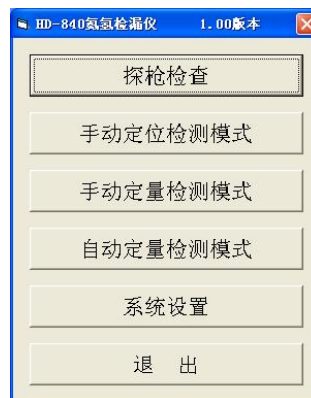 HD-840氮氢检漏仪 1.00版本
探枪检查
手动定位检测模式
手动定量检测模式
自动定量检测模式
系统设置
退 出